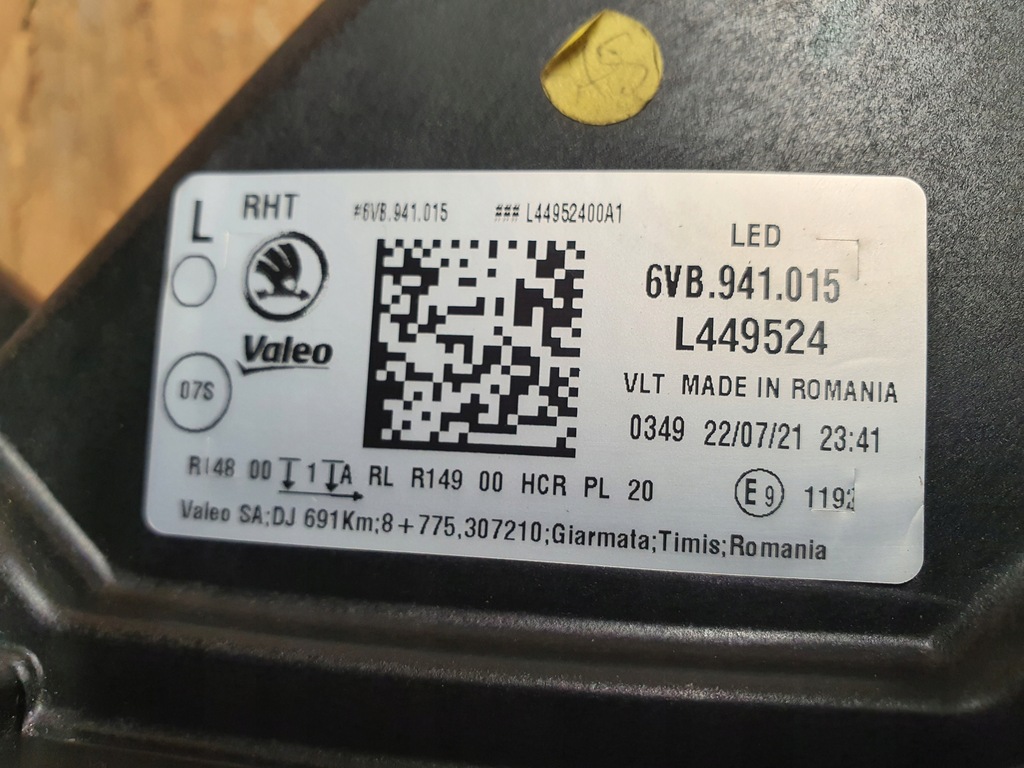 L RHT #6VB.941.015 ### L44952400A1
LED
6VB.941.015
L449524
Valeo
VLT MADE IN ROMANIA
07S
0349 22/07/21 23:41
R148 00 1 A RL R149 00 HCR PL 20 E9 1192
Valeo SA;DJ 691Km;8+775,307210;Giarmata;Timis;Romania